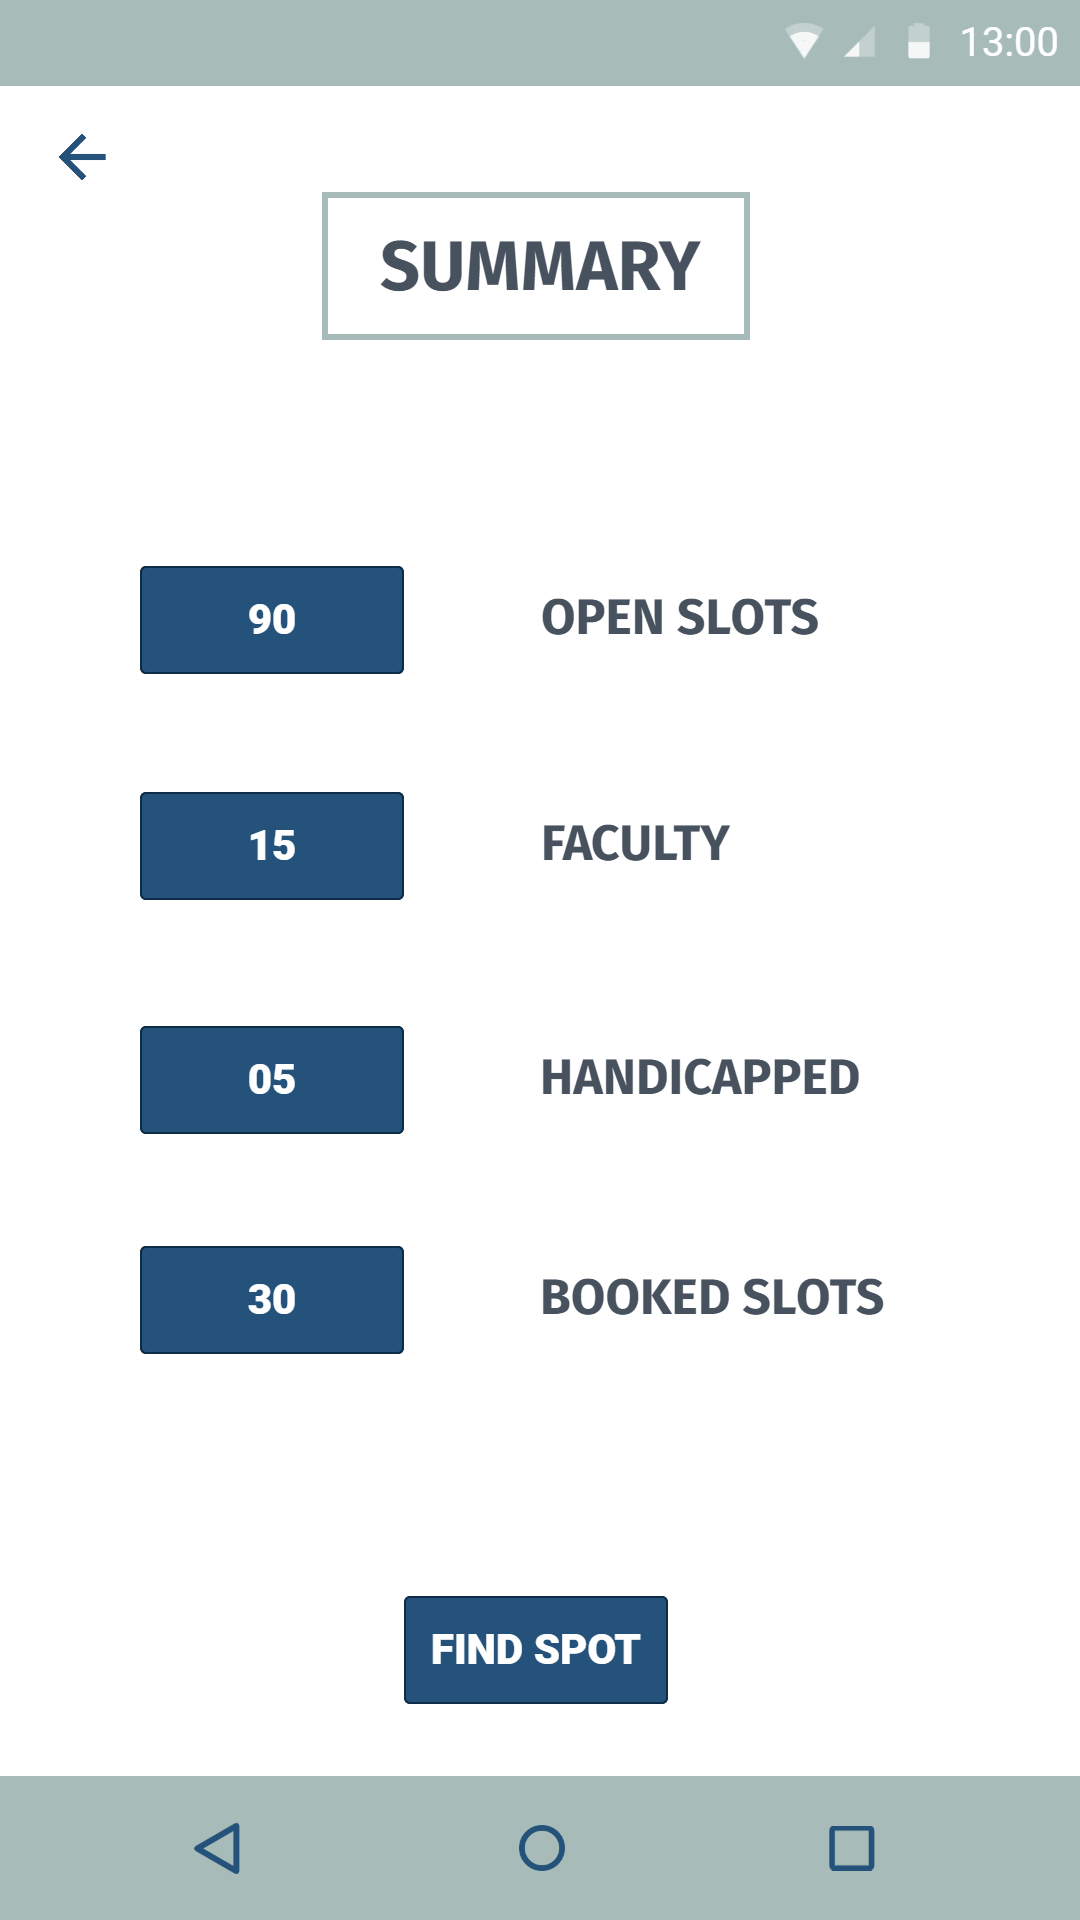 13:00
SUMMARY
90 OPEN SLOTS
15 FACULTY
05 HANDICAPPED
30 BOOKED SLOTS
FIND SPOT